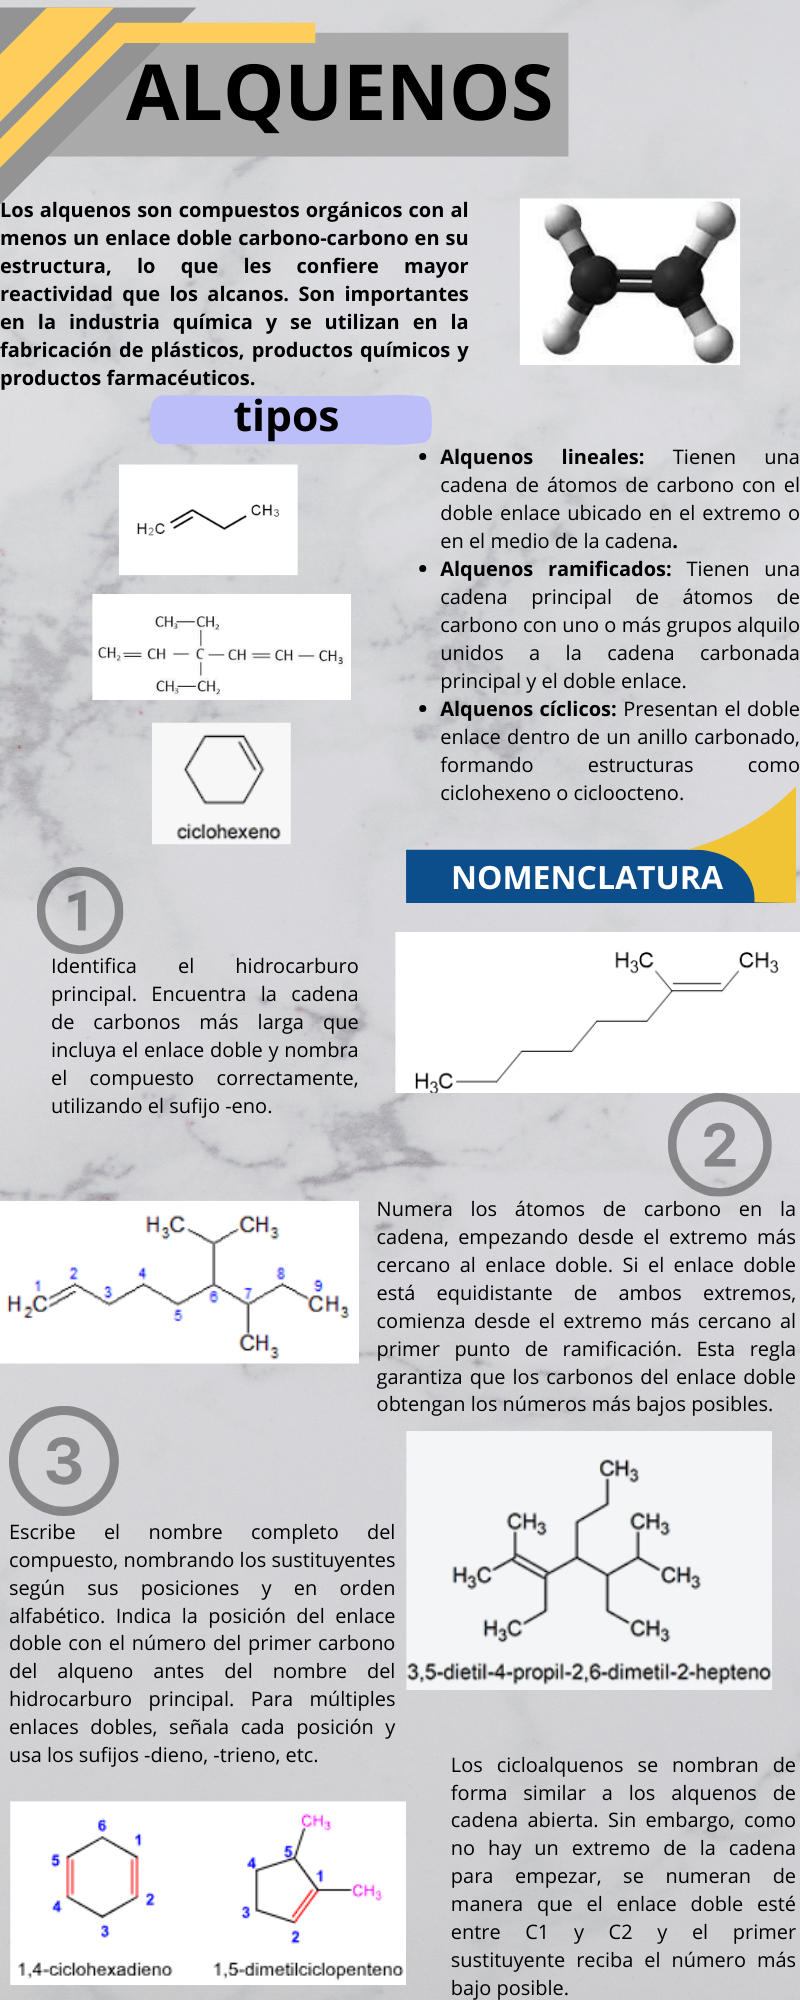 ALQUENOS
Los alquenos son compuestos orgánicos con al
menos un enlace doble carbono-carbono en su
estructura, lo que les confiere mayor
reactividad que los alcanos. Son importantes
en la industria química y se utilizan en la
fabricación de plásticos, productos químicos y
productos farmacéuticos.
tipos
H₂C CH₃
CH₃—CH₂
CH₂═CH — C — CH═CH — CH₃
CH₃—CH₂
ciclohexeno
• Alquenos lineales: Tienen una
cadena de átomos de carbono con el
doble enlace ubicado en el extremo o
en el medio de la cadena.
• Alquenos ramificados: Tienen una
cadena principal de átomos de
carbono con uno o más grupos alquilo
unidos a la cadena carbonada
principal y el doble enlace.
• Alquenos cíclicos: Presentan el doble
enlace dentro de un anillo carbonado,
formando estructuras como
ciclohexeno o cicloocteno.
NOMENCLATURA
1
Identifica el hidrocarburo
principal. Encuentra la cadena
de carbonos más larga que
incluya el enlace doble y nombra
el compuesto correctamente,
utilizando el sufijo -eno.
H₃C CH₃
H₃C
2
Numera los átomos de carbono en la
cadena, empezando desde el extremo más
cercano al enlace doble. Si el enlace doble
está equidistante de ambos extremos,
comienza desde el extremo más cercano al
primer punto de ramificación. Esta regla
garantiza que los carbonos del enlace doble
obtengan los números más bajos posibles.
H₃C CH₃
1 2 3 4 5 6 7 8 9
H₂C CH₃
CH₃
3
Escribe el nombre completo del
compuesto, nombrando los sustituyentes
según sus posiciones y en orden
alfabético. Indica la posición del enlace
doble con el número del primer carbono
del alqueno antes del nombre del
hidrocarburo principal. Para múltiples
enlaces dobles, señala cada posición y
usa los sufijos -dieno, -trieno, etc.
CH₃
CH₃ CH₃
H₃C CH₃
H₃C CH₃
3,5-dietil-4-propil-2,6-dimetil-2-hepteno
Los cicloalquenos se nombran de
forma similar a los alquenos de
cadena abierta. Sin embargo, como
no hay un extremo de la cadena
para empezar, se numeran de
manera que el enlace doble esté
entre C1 y C2 y el primer
sustituyente reciba el número más
bajo posible.
6
5 1
4 2
3
1,4-ciclohexadieno
CH₃
5
4 1
CH₃
3
2
1,5-dimetilciclopenteno